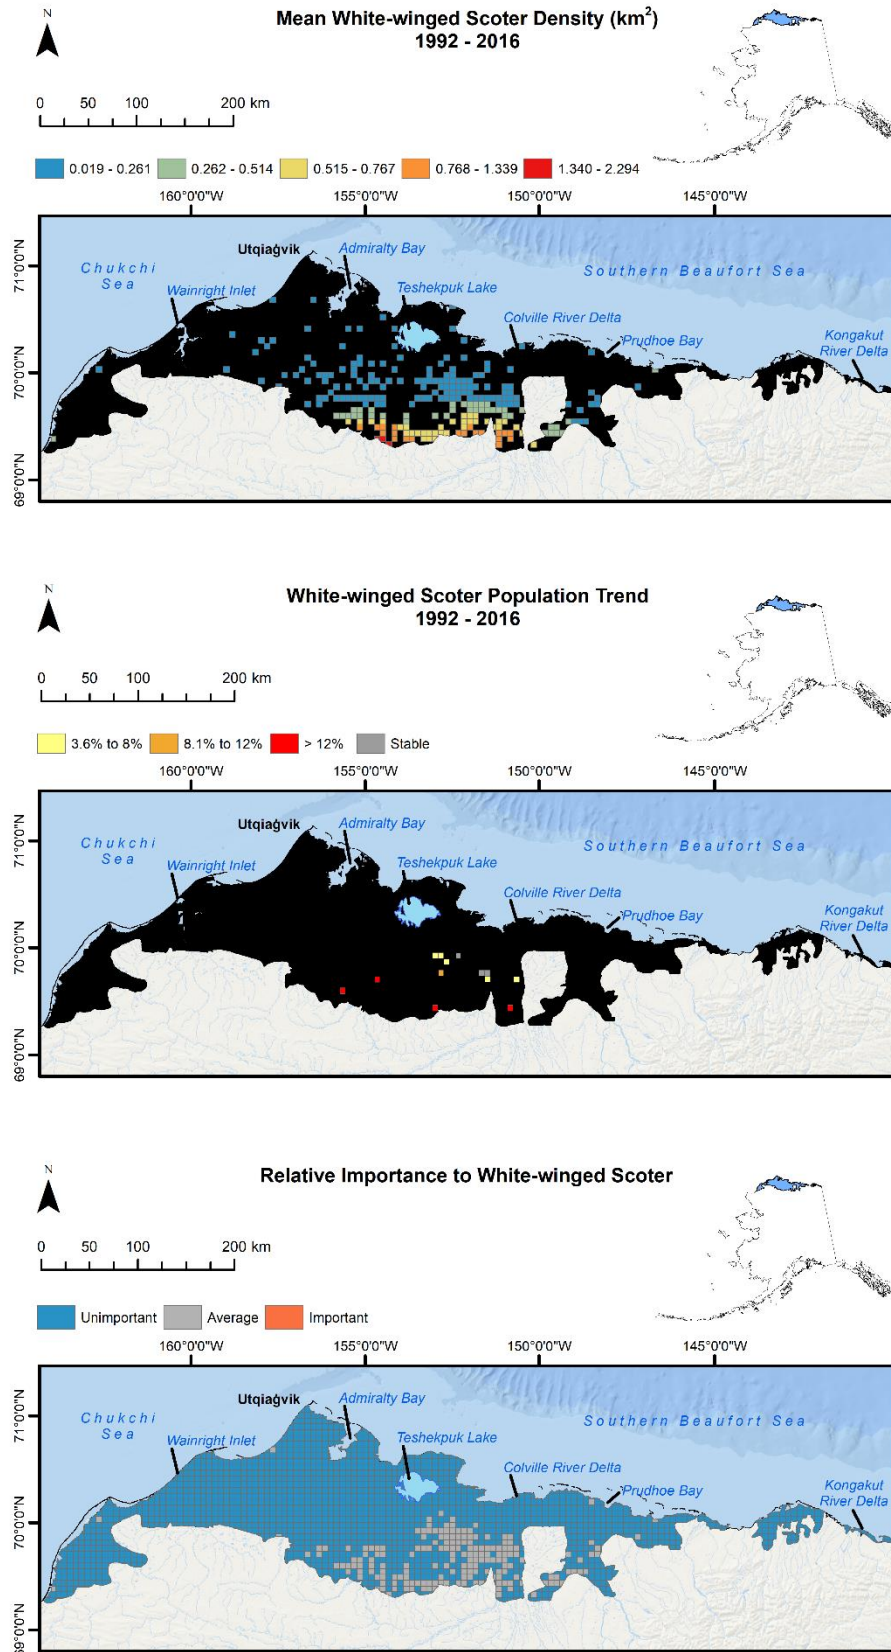 Mean White-winged Scoter Density (km²)
1992 - 2016
N
0 50 100 200 km
0.019 - 0.261 0.262 - 0.514 0.515 - 0.767 0.768 - 1.339 1.340 - 2.294
160°0'0"W 155°0'0"W 150°0'0"W 145°0'0"W
71°0'0"N
70°0'0"N
69°0'0"N
Chukchi
Sea
Utqiaġvik
Admiralty Bay
Southern Beaufort Sea
Wainright Inlet
Teshekpuk Lake
Colville River Delta
Prudhoe Bay
Kongakut
River Delta
White-winged Scoter Population Trend
1992 - 2016
N
0 50 100 200 km
3.6% to 8% 8.1% to 12% > 12% Stable
160°0'0"W 155°0'0"W 150°0'0"W 145°0'0"W
71°0'0"N
70°0'0"N
69°0'0"N
Chukchi
Sea
Utqiaġvik
Admiralty Bay
Southern Beaufort Sea
Wainright Inlet
Teshekpuk Lake
Colville River Delta
Prudhoe Bay
Kongakut
River Delta
Relative Importance to White-winged Scoter
N
0 50 100 200 km
Unimportant Average Important
160°0'0"W 155°0'0"W 150°0'0"W 145°0'0"W
71°0'0"N
70°0'0"N
69°0'0"N
Chukchi
Sea
Utqiaġvik
Admiralty Bay
Southern Beaufort Sea
Wainright Inlet
Teshekpuk Lake
Colville River Delta
Prudhoe Bay
Kongakut
River Delta